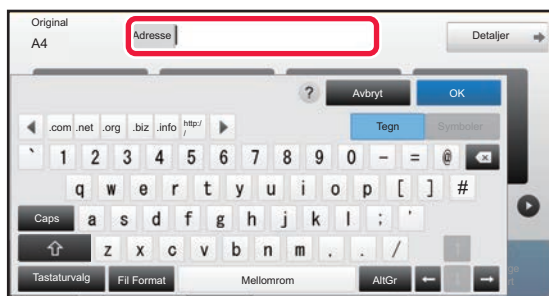 Original
A4
Adresse
Detaljer
? Avbryt OK
.com .net .org .biz .info http:/
/
Tegn Symboler
` 1 2 3 4 5 6 7 8 9 0 - = @
q w e r t y u i o p [ ] #
Caps a s d f g h j k l ; '
z x c v b n m , . /
Tastaturvalg Fil Format Mellomrom AltGr